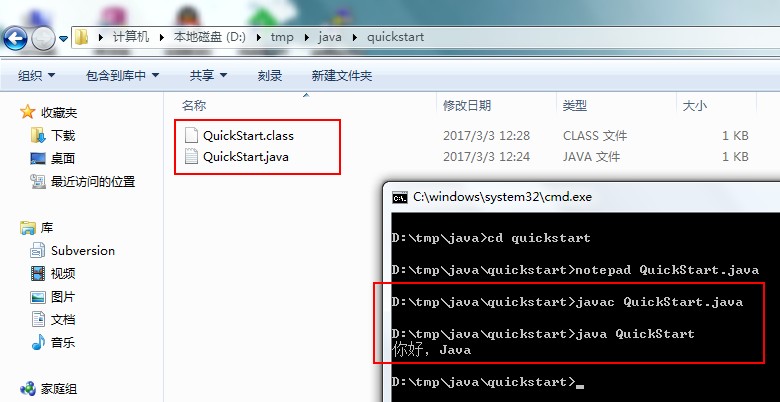 计算机 本地磁盘 (D:) tmp java quickstart
组织 包含到库中 共享 刻录 新建文件夹
收藏夹
下载
桌面
最近访问的位置
库
Subversion
视频
图片
文档
音乐
家庭组
名称 修改日期 类型 大小
QuickStart.class 2017/3/3 12:28 CLASS 文件 1 KB
QuickStart.java 2017/3/3 12:24 JAVA 文件 1 KB
C:\windows\system32\cmd.exe
D:\tmp\java>cd quickstart
D:\tmp\java\quickstart>notepad QuickStart.java
D:\tmp\java\quickstart>javac QuickStart.java
D:\tmp\java\quickstart>java QuickStart
你好，Java
D:\tmp\java\quickstart>_